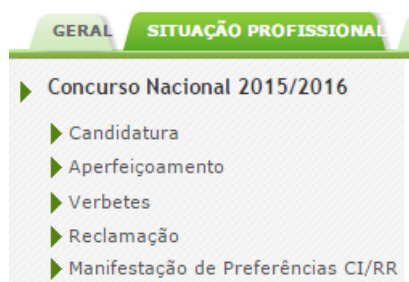 GERAL SITUAÇÃO PROFISSIONAL
Concurso Nacional 2015/2016
Candidatura
Aperfeiçoamento
Verbetes
Reclamação
Manifestação de Preferências CI/RR